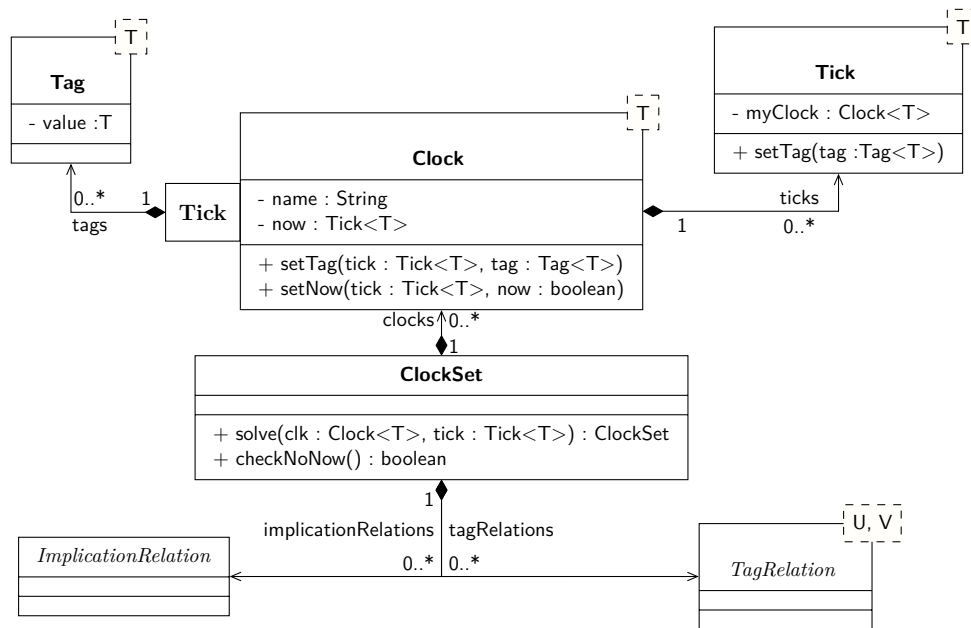 T
Tag
- value :T
0..*
1
tags
Tick
T
Clock
- name : String
- now : Tick<T>
+ setTag(tick : Tick<T>, tag : Tag<T>)
+ setNow(tick : Tick<T>, now : boolean)
T
Tick
- myClock : Clock<T>
+ setTag(tag :Tag<T>)
ticks
1
0..*
clocks
0..*
1
ClockSet
+ solve(clk : Clock<T>, tick : Tick<T>) : ClockSet
+ checkNoNow() : boolean
1
implicationRelations
tagRelations
0..*
0..*
ImplicationRelation
U, V
TagRelation